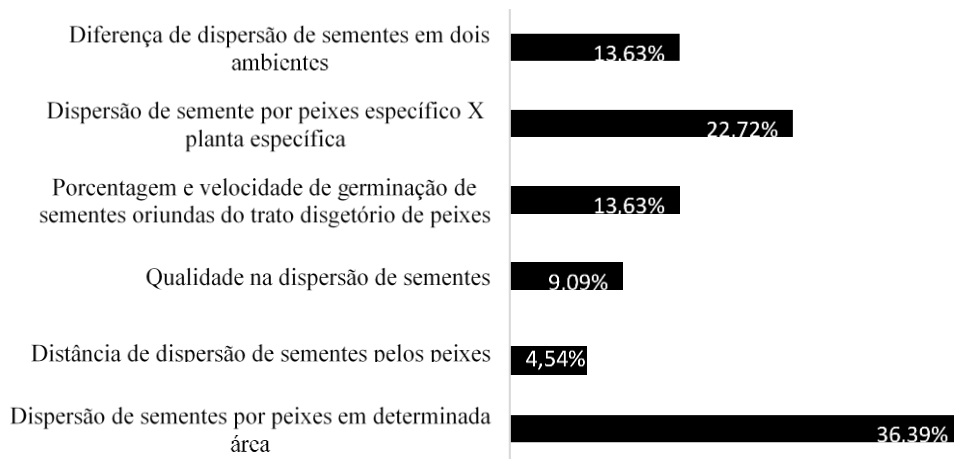 Diferença de dispersão de sementes em dois
ambientes
13,63%
Dispersão de semente por peixes específico X
planta específica
22,72%
Porcentagem e velocidade de germinação de
sementes oriundas do trato disgetório de peixes
13,63%
Qualidade na dispersão de sementes
9,09%
Distância de dispersão de sementes pelos peixes
4,54%
Dispersão de sementes por peixes em determinada
área
36,39%